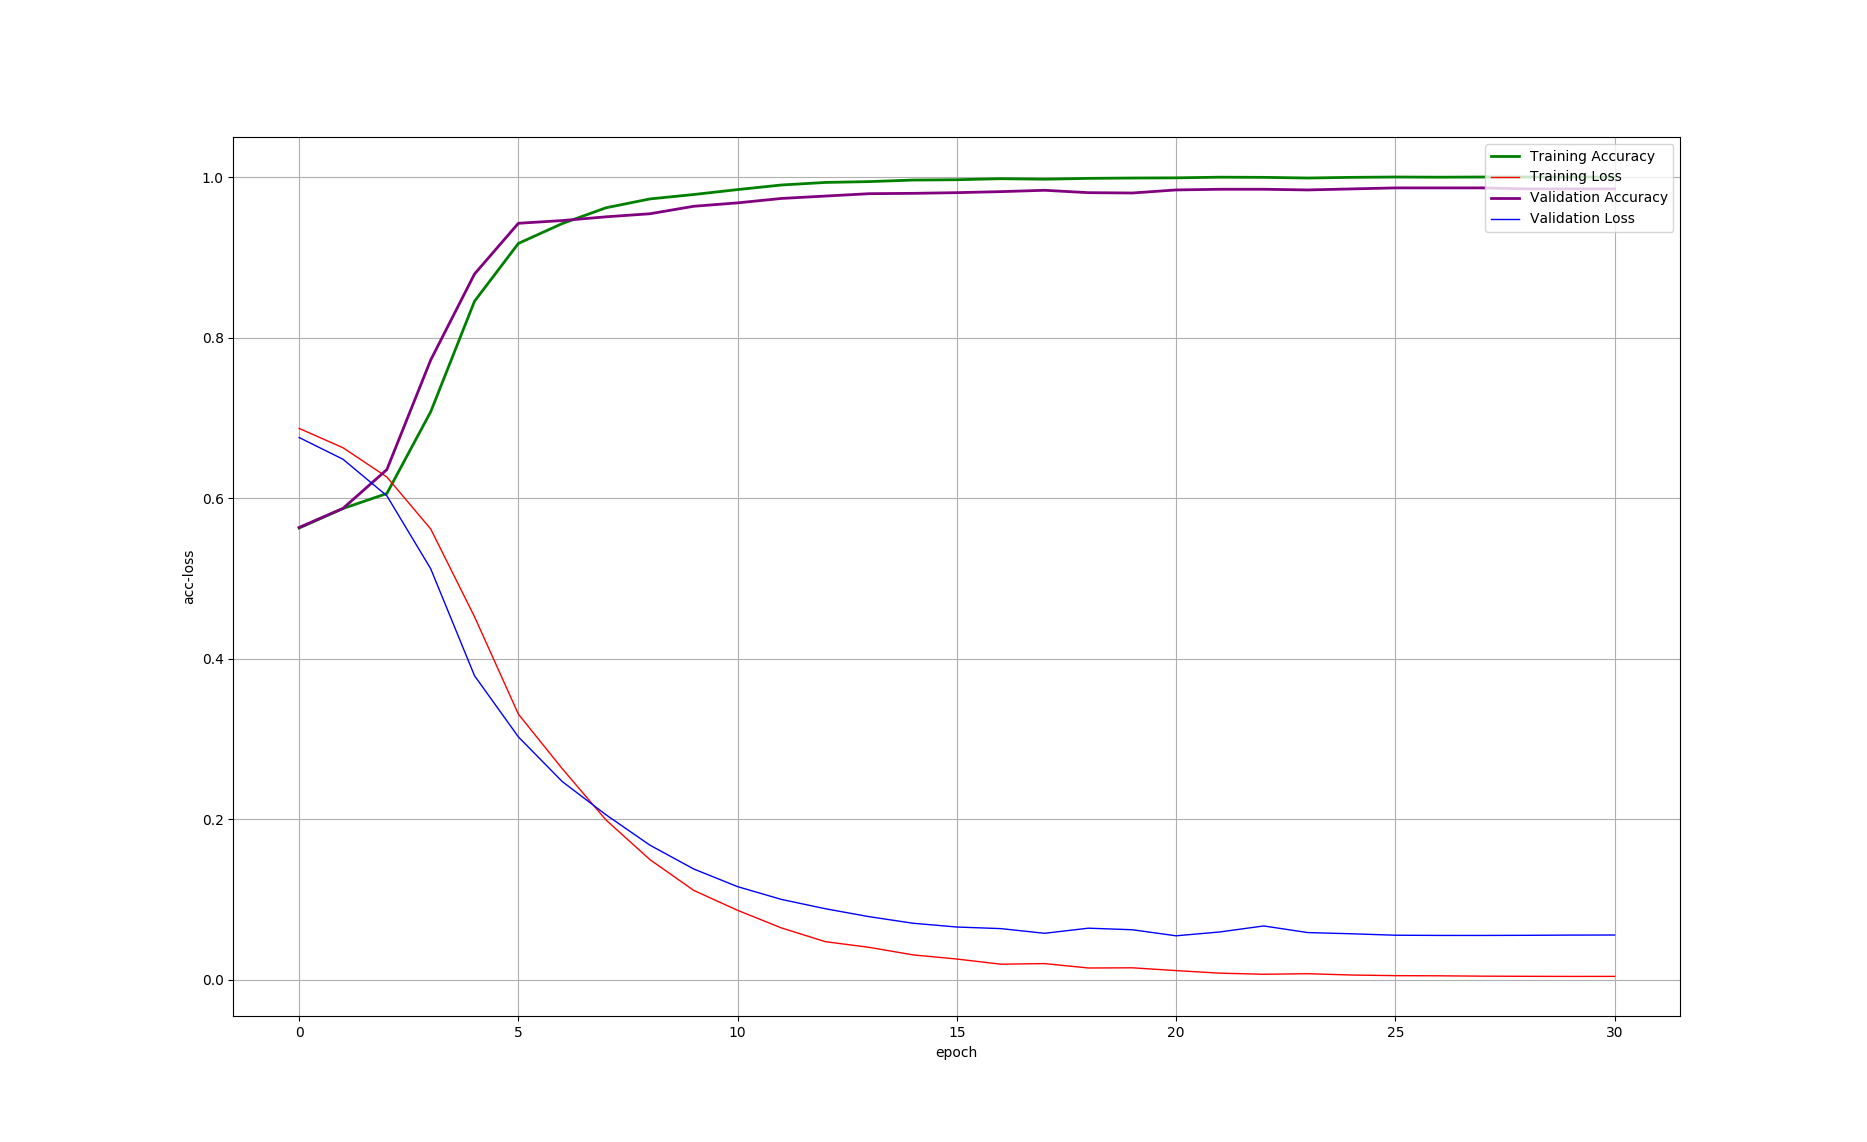 Training Accuracy
Training Loss
Validation Accuracy
Validation Loss
1.0
0.8
0.6
0.4
0.2
0.0
acc-loss
0 5 10 15 20 25 30
epoch